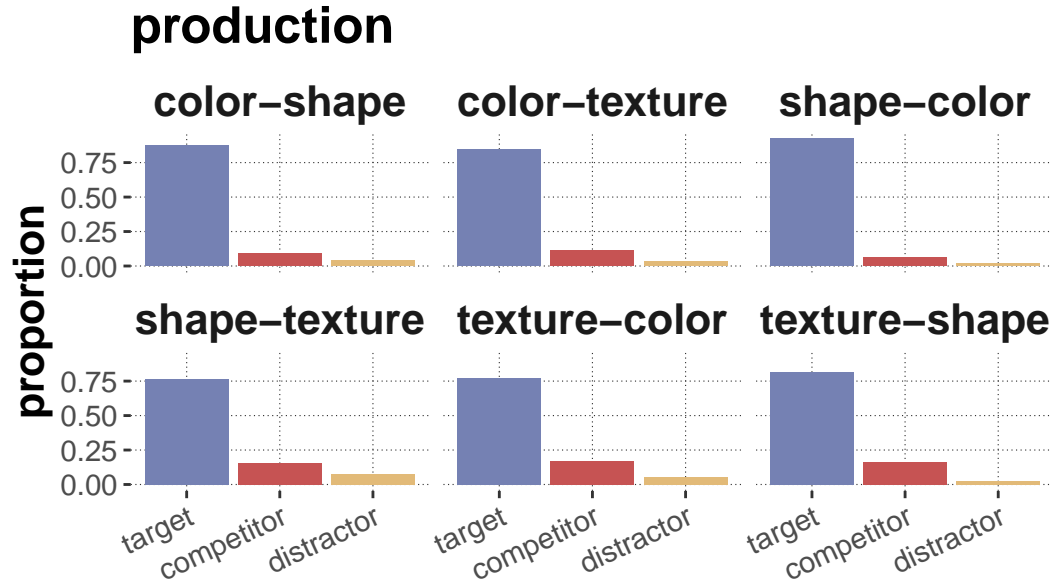 production
color–shape
color–texture
shape–color
0.75
0.50
0.25
0.00
proportion
shape–texture
texture–color
texture–shape
0.75
0.50
0.25
0.00
target
competitor
distractor
target
competitor
distractor
target
competitor
distractor